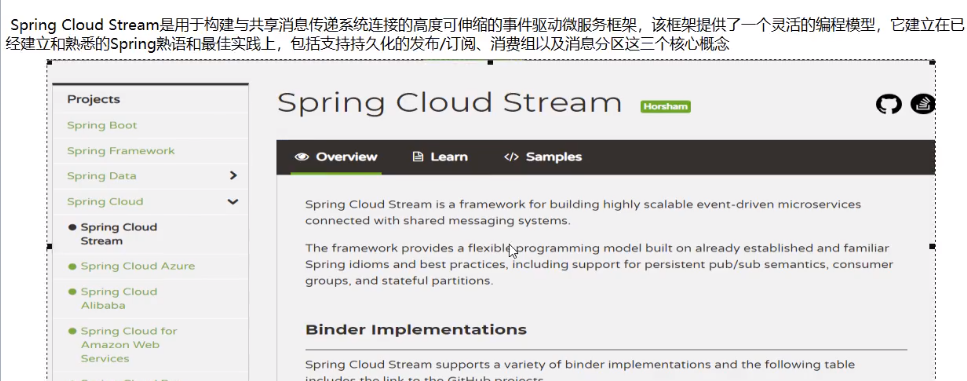 Spring Cloud Stream是用于构建与共享消息传递系统连接的高度可伸缩的事件驱动微服务框架，该框架提供了一个灵活的编程模型，它建立在已
经建立和熟悉的Spring熟语和最佳实践上，包括支持持久化的发布/订阅、消费组以及消息分区这三个核心概念
Projects
Spring Boot
Spring Framework
Spring Data
Spring Cloud
Spring Cloud
Stream
Spring Cloud Azure
Spring Cloud
Alibaba
Spring Cloud for
Amazon Web
Services
Spring Cloud Stream Horsham
Overview Learn Samples
Spring Cloud Stream is a framework for building highly scalable event-driven microservices
connected with shared messaging systems.
The framework provides a flexible programming model built on already established and familiar
Spring idioms and best practices, including support for persistent pub/sub semantics, consumer
groups, and stateful partitions.
Binder Implementations
Spring Cloud Stream supports a variety of binder implementations and the following table
includes the link to the GitHub projects.